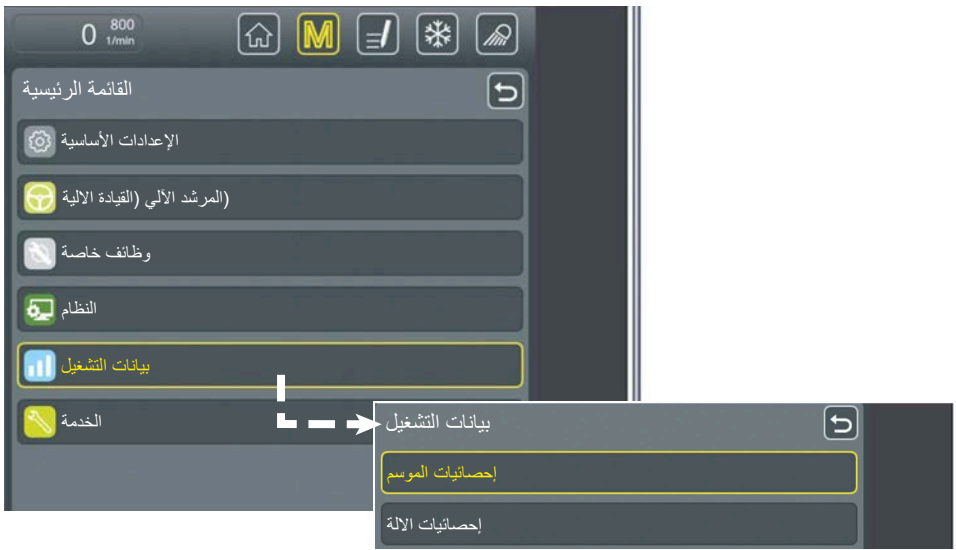 0 800 1/min
M
القائمة الرئيسية
الإعدادات الأساسية
(المرشد الآلي (القيادة الالية
وظائف خاصة
النظام
بيانات التشغيل
الخدمة
بيانات التشغيل
إحصائيات الموسم
إحصائيات الالة